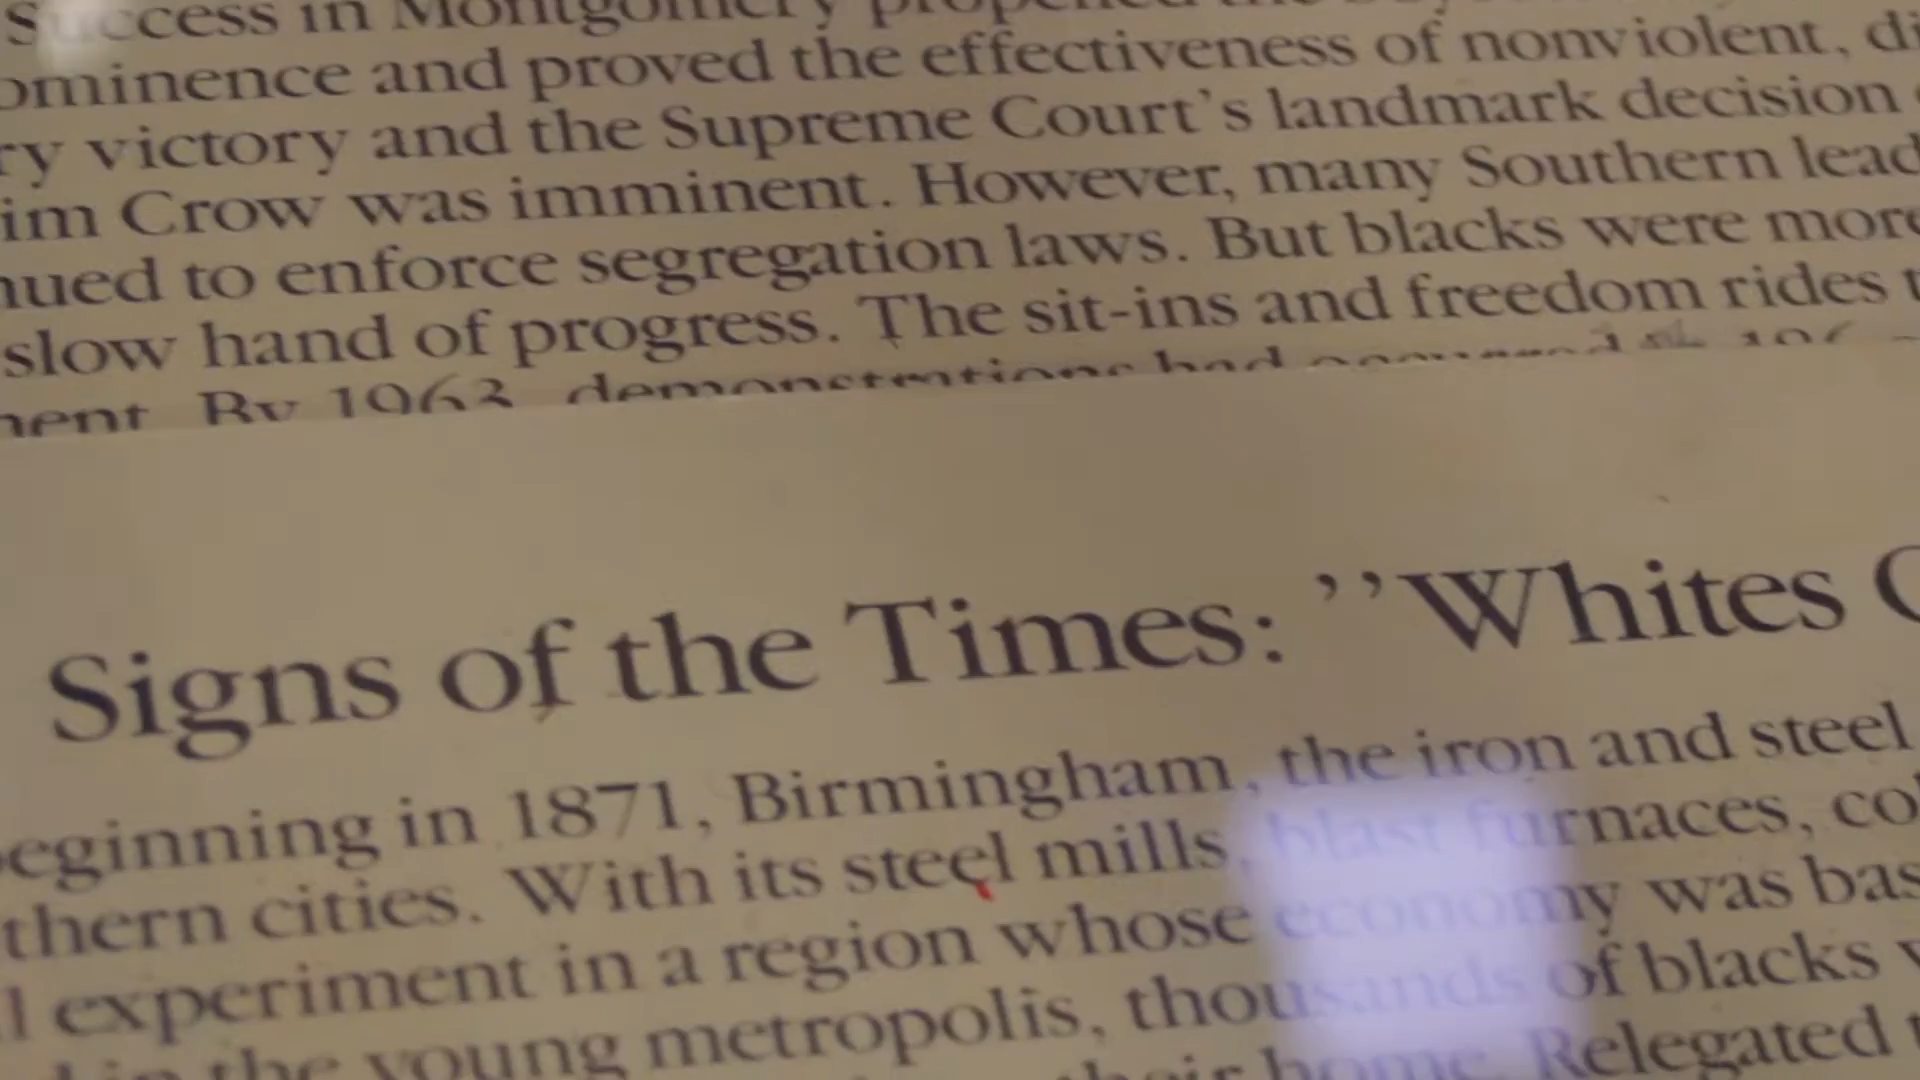 Success in Montgomery propelled the
ominence and proved the effectiveness of nonviolent, di
ry victory and the Supreme Court's landmark decision
im Crow was imminent. However, many Southern lead
nued to enforce segregation laws. But blacks were more
slow hand of progress. The sit-ins and freedom rides t
nent By 1963, demonstrations had occurred
Signs of the Times: ''Whites O
eginning in 1871, Birmingham, the iron and steel
thern cities. With its steel mills, blast furnaces, co
l experiment in a region whose economy was bas
d in the young metropolis, thousands of blacks w
their home. Relegated t